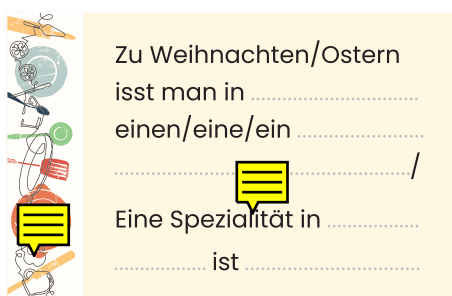 Zu Weihnachten/Ostern
isst man in ............................
einen/eine/ein .....................
................................................./
Eine Spezialität in ...............
............... ist .............................